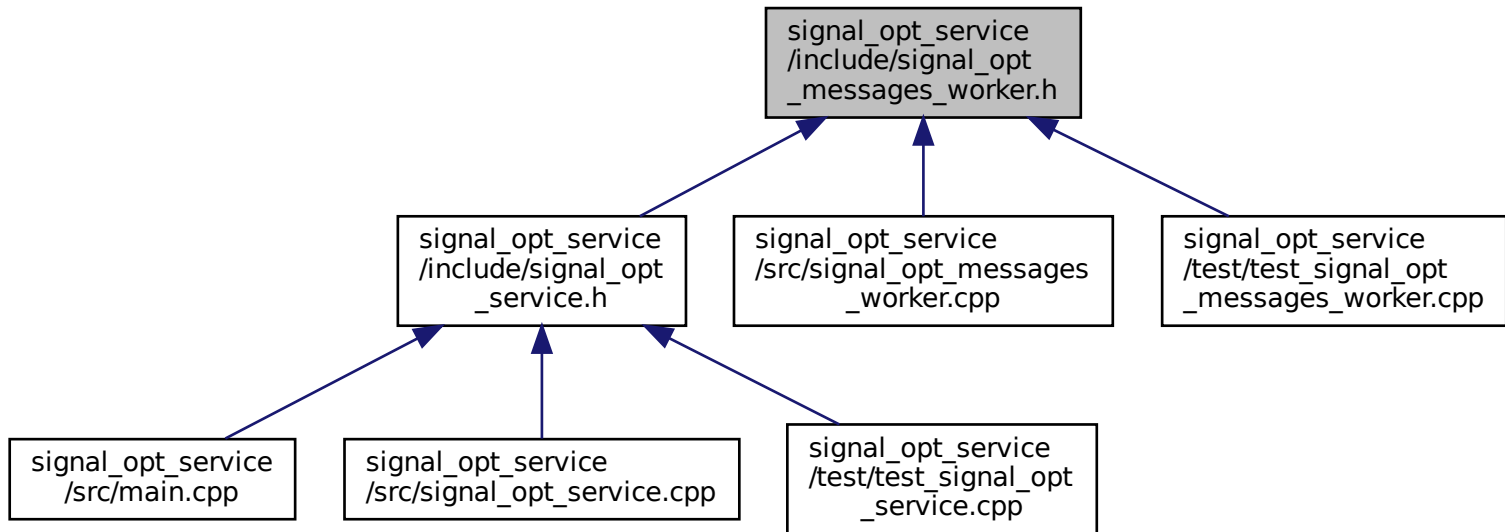 signal_opt_service
/include/signal_opt
_messages_worker.h
signal_opt_service
/include/signal_opt
_service.h
signal_opt_service
/src/signal_opt_messages
_worker.cpp
signal_opt_service
/test/test_signal_opt
_messages_worker.cpp
signal_opt_service
/src/main.cpp
signal_opt_service
/src/signal_opt_service.cpp
signal_opt_service
/test/test_signal_opt
_service.cpp